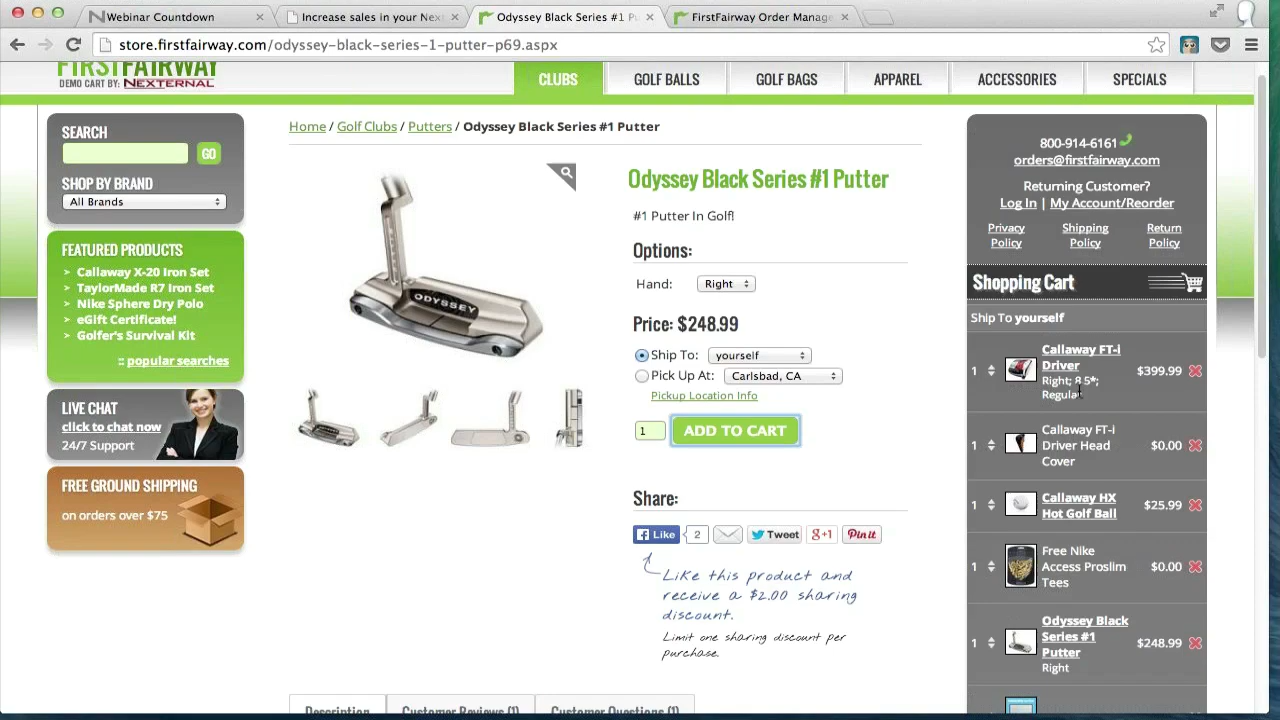 Webinar Countdown
Increase sales in your Nex
Odyssey Black Series #1 Pu
FirstFairway Order Manage
store.firstfairway.com/odyssey-black-series-1-putter-p69.aspx
FIRSTFAIRWAY
DEMO CART BY: NEXTERNAL
CLUBS
GOLF BALLS
GOLF BAGS
APPAREL
ACCESSORIES
SPECIALS
SEARCH
GO
SHOP BY BRAND
All Brands
FEATURED PRODUCTS
> Callaway X-20 Iron Set
> TaylorMade R7 Iron Set
> Nike Sphere Dry Polo
> eGift Certificate!
> Golfer's Survival Kit
:: popular searches
LIVE CHAT
click to chat now
24/7 Support
FREE GROUND SHIPPING
on orders over $75
Home / Golf Clubs / Putters / Odyssey Black Series #1 Putter
ODYSSEY
Odyssey Black Series #1 Putter
#1 Putter In Golf!
Options:
Hand: Right
Price: $248.99
Ship To: yourself
Pick Up At: Carlsbad, CA
Pickup Location Info
1 ADD TO CART
Share:
Like 2 Tweet g+1 Pin it
Like this product and
receive a $2.00 sharing
discount.
Limit one sharing discount per
purchase.
Description
Customer Reviews (1)
Customer Questions (1)
800-914-6161
orders@firstfairway.com
Returning Customer?
Log In | My Account/Reorder
Privacy Policy
Shipping Policy
Return Policy
Shopping Cart
Ship To yourself
1 Callaway FT-i Driver $399.99
Right; 8.5*;
Regular
1 Callaway FT-i Driver Head Cover $0.00
1 Callaway HX Hot Golf Ball $25.99
1 Free Nike Access Proslim Tees $0.00
1 Odyssey Black Series #1 Putter $248.99
Right